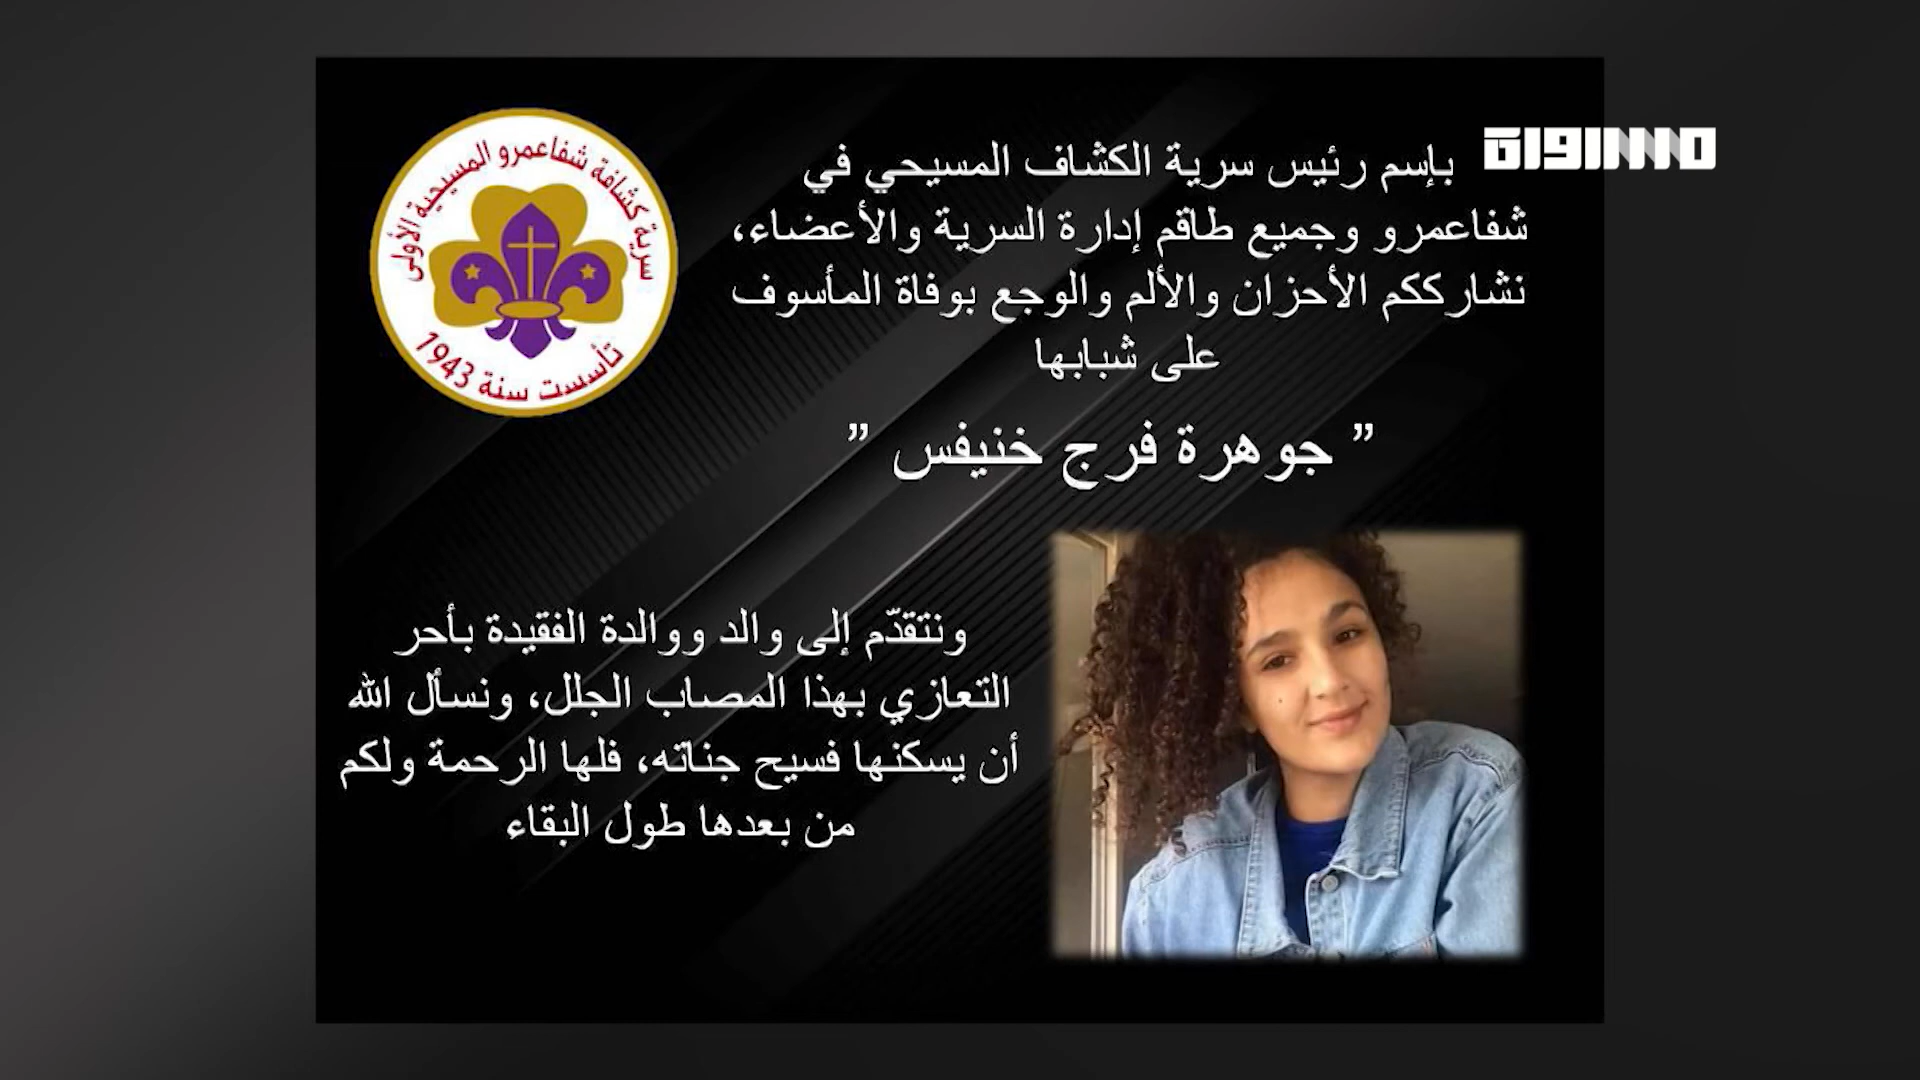 مساواة
بإسم رئيس سرية الكشاف المسيحي في
شفاعمرو وجميع طاقم إدارة السرية والأعضاء،
نشارككم الأحزان والألم والوجع بوفاة المأسوف
على شبابها
" جوهرة فرج خنيفس "
سرية كشافة شفاعمرو المسيحية الأولى
تأسست سنة 1943
ونتقدّم إلى والد ووالدة الفقيدة بأحر
التعازي بهذا المصاب الجلل، ونسأل الله
أن يسكنها فسيح جناته، فلها الرحمة ولكم
من بعدها طول البقاء